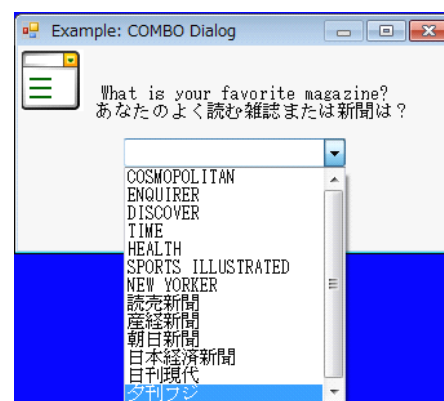 Example: COMBO Dialog
What is your favorite magazine?
あなたのよく読む雑誌または新聞は？
COSMOPOLITAN
ENQUIRER
DISCOVER
TIME
HEALTH
SPORTS ILLUSTRATED
NEW YORKER
読売新聞
産経新聞
朝日新聞
日本経済新聞
日刊現代
夕刊フジ